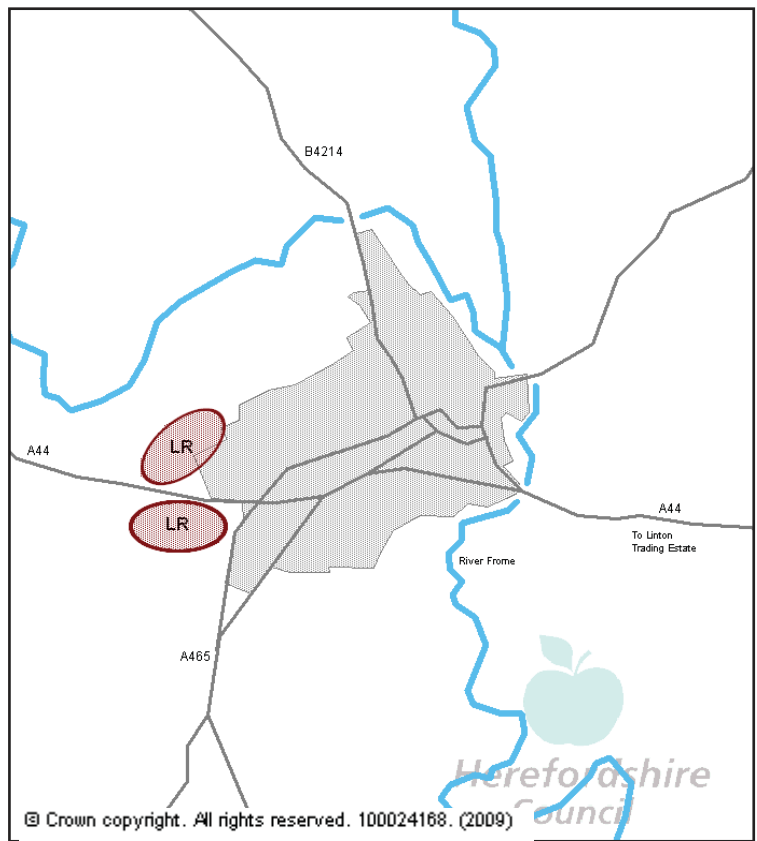 B4214
LR
A44
LR
A44
To Linton
Trading Estate
River Frome
A465
Herefordshire
Council
© Crown copyright. All rights reserved. 100024168. (2009)